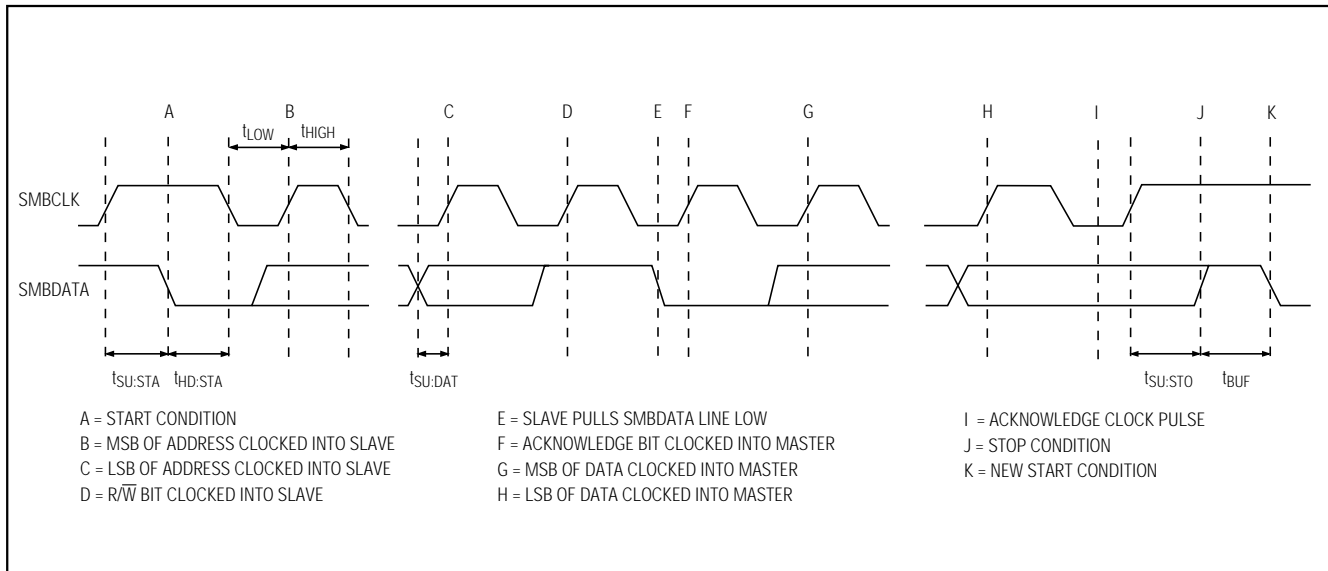 A B C D E F G H I J K
tLOW tHIGH
SMBCLK
SMBDATA
tSU:STA tHD:STA tSU:DAT tSU:STO tBUF
A = START CONDITION
B = MSB OF ADDRESS CLOCKED INTO SLAVE
C = LSB OF ADDRESS CLOCKED INTO SLAVE
D = R/W̅ BIT CLOCKED INTO SLAVE
E = SLAVE PULLS SMBDATA LINE LOW
F = ACKNOWLEDGE BIT CLOCKED INTO MASTER
G = MSB OF DATA CLOCKED INTO MASTER
H = LSB OF DATA CLOCKED INTO MASTER
I = ACKNOWLEDGE CLOCK PULSE
J = STOP CONDITION
K = NEW START CONDITION